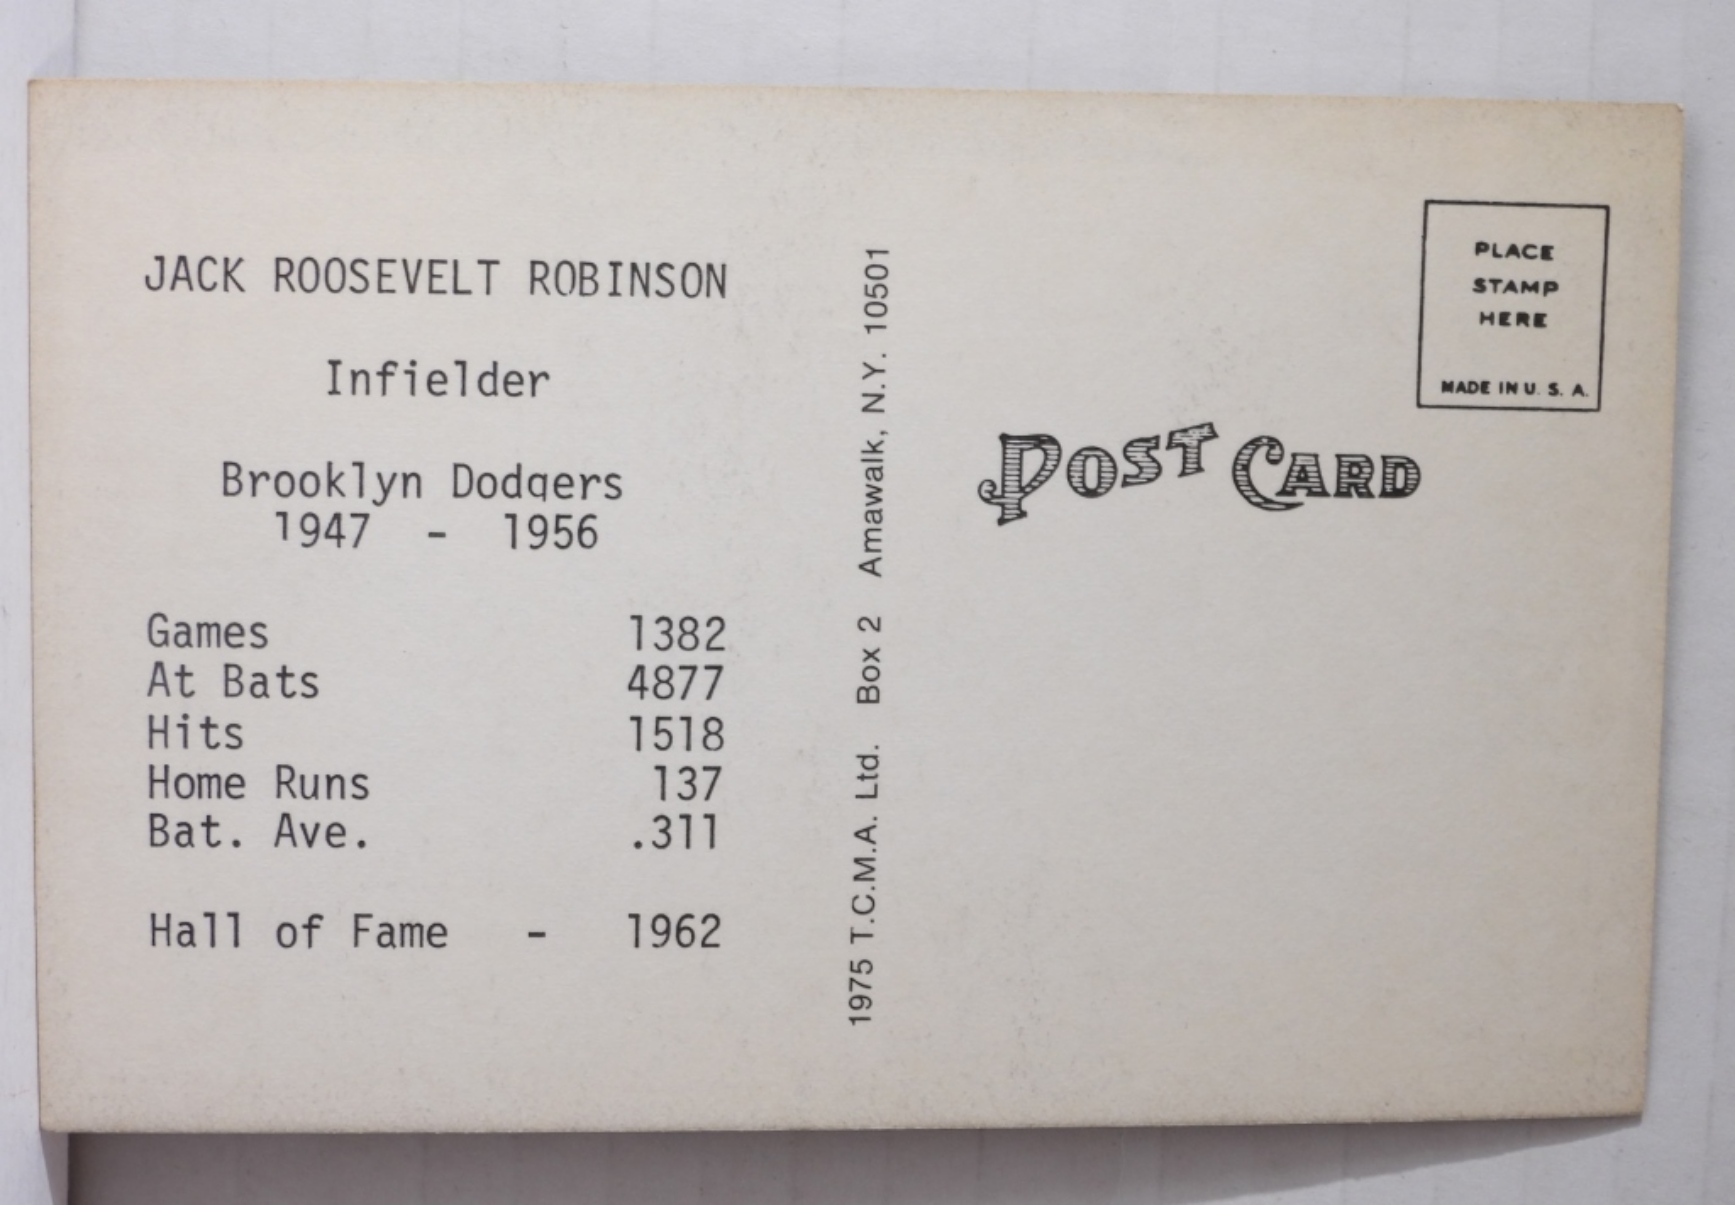 JACK ROOSEVELT ROBINSON
Infielder
Brooklyn Dodgers
1947 - 1956
Games 1382
At Bats 4877
Hits 1518
Home Runs 137
Bat. Ave. .311
Hall of Fame - 1962
1975 T.C.M.A. Ltd. Box 2 Amawalk, N.Y. 10501
PLACE
STAMP
HERE
MADE IN U. S. A.
POST CARD